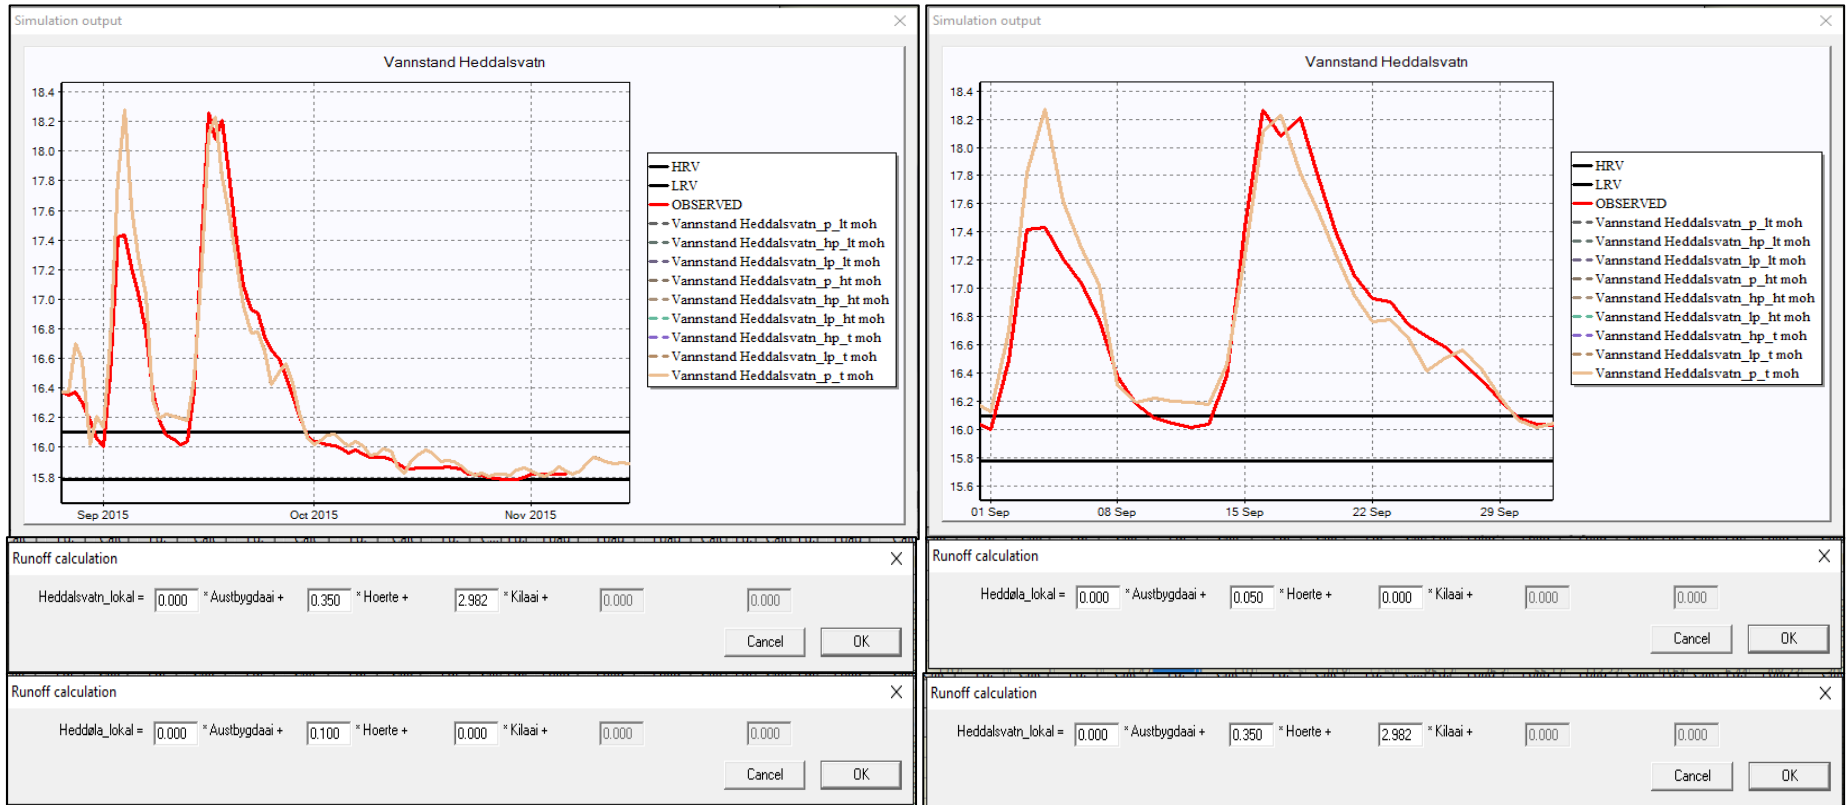 Simulation output
Vannstand Heddalsvatn
18.4
18.2
18.0
17.8
17.6
17.4
17.2
17.0
16.8
16.6
16.4
16.2
16.0
15.8
Sep 2015 Oct 2015 Nov 2015
HRV
LRV
OBSERVED
Vannstand Heddalsvatn_p_lt moh
Vannstand Heddalsvatn_hp_lt moh
Vannstand Heddalsvatn_lp_lt moh
Vannstand Heddalsvatn_p_ht moh
Vannstand Heddalsvatn_hp_ht moh
Vannstand Heddalsvatn_lp_ht moh
Vannstand Heddalsvatn_hp_t moh
Vannstand Heddalsvatn_lp_t moh
Vannstand Heddalsvatn_p_t moh
Runoff calculation
Heddalsvatn_lokal = 0.000 * Austbygdaai + 0.350 * Hoerte + 2.982 * Kilaai + 0.000 0.000
Cancel OK
Runoff calculation
Heddøla_lokal = 0.000 * Austbygdaai + 0.100 * Hoerte + 0.000 * Kilaai + 0.000 0.000
Cancel OK
Simulation output
Vannstand Heddalsvatn
18.4
18.2
18.0
17.8
17.6
17.4
17.2
17.0
16.8
16.6
16.4
16.2
16.0
15.8
15.6
01 Sep 08 Sep 15 Sep 22 Sep 29 Sep
HRV
LRV
OBSERVED
Vannstand Heddalsvatn_p_lt moh
Vannstand Heddalsvatn_hp_lt moh
Vannstand Heddalsvatn_lp_lt moh
Vannstand Heddalsvatn_p_ht moh
Vannstand Heddalsvatn_hp_ht moh
Vannstand Heddalsvatn_lp_ht moh
Vannstand Heddalsvatn_hp_t moh
Vannstand Heddalsvatn_lp_t moh
Vannstand Heddalsvatn_p_t moh
Runoff calculation
Heddøla_lokal = 0.000 * Austbygdaai + 0.050 * Hoerte + 0.000 * Kilaai + 0.000 0.000
Cancel OK
Runoff calculation
Heddalsvatn_lokal = 0.000 * Austbygdaai + 0.350 * Hoerte + 2.982 * Kilaai + 0.000 0.000
Cancel OK